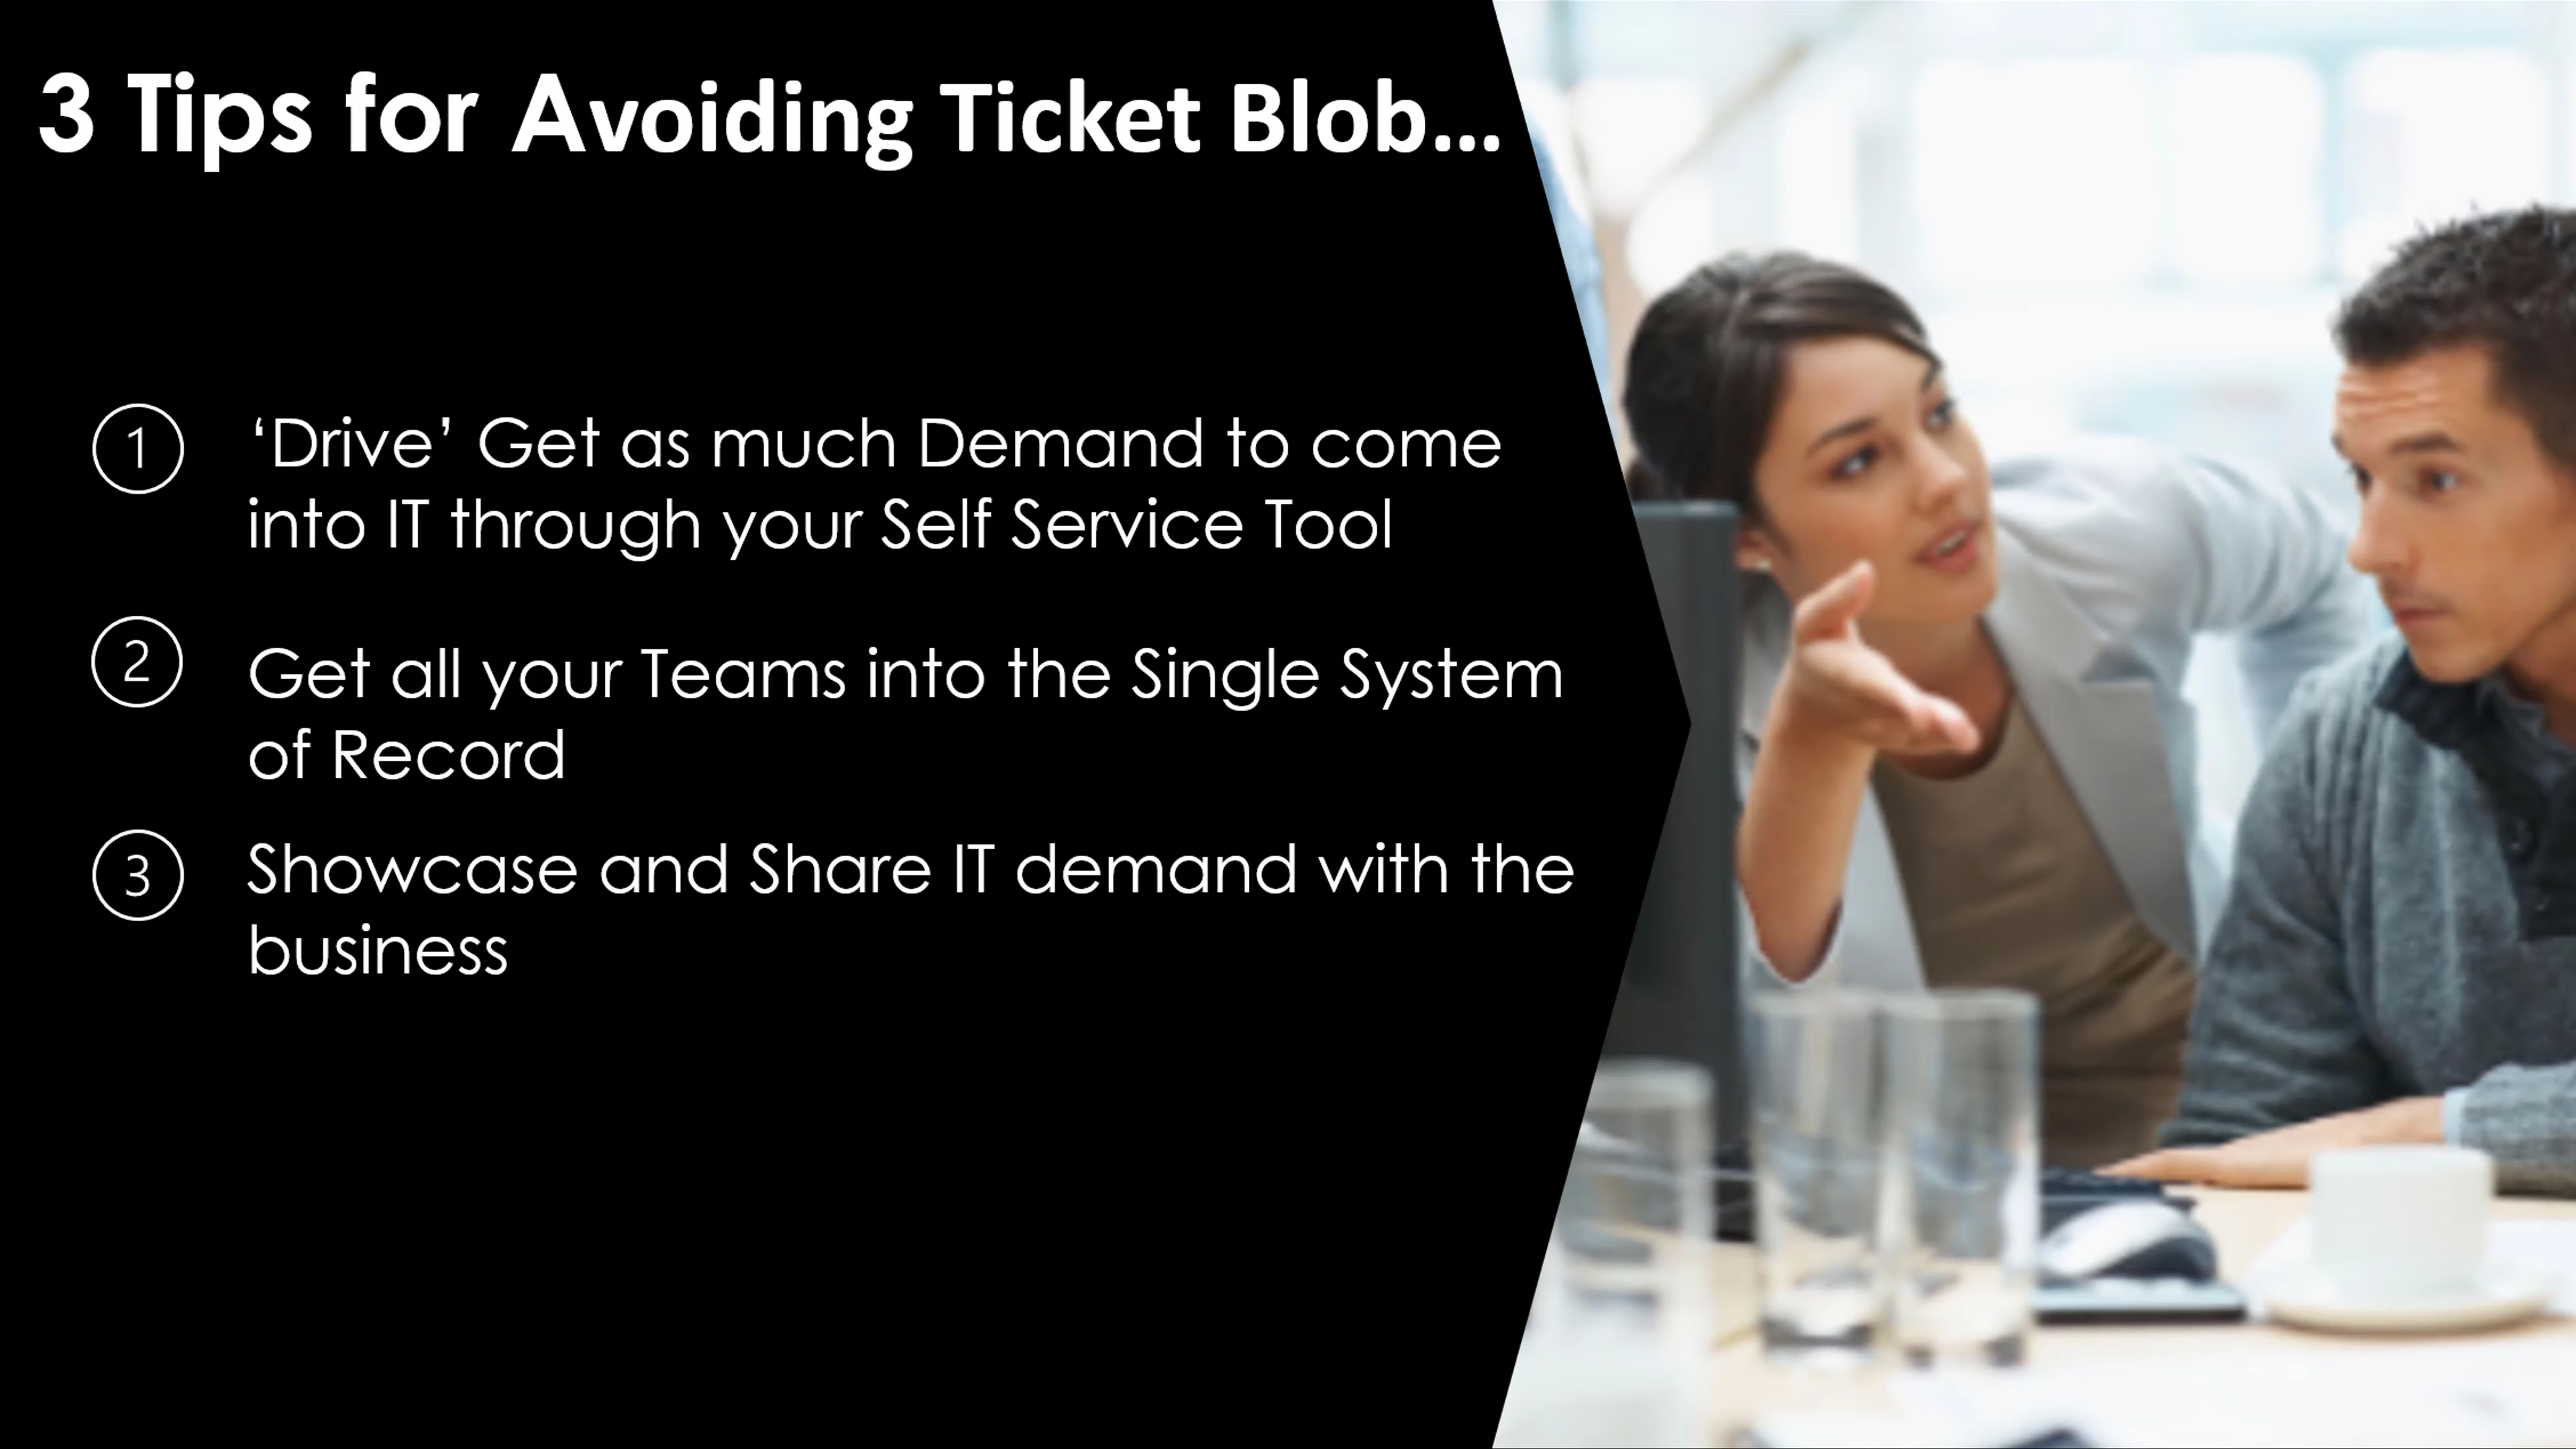 3 Tips for Avoiding Ticket Blob...
1
‘Drive’ Get as much Demand to come
into IT through your Self Service Tool
2
Get all your Teams into the Single System
of Record
3
Showcase and Share IT demand with the
business